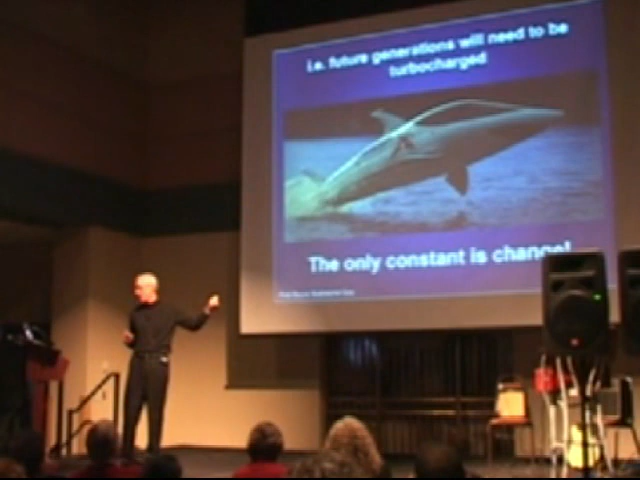 i.e. future generations will need to be
turbocharged
The only constant is change!